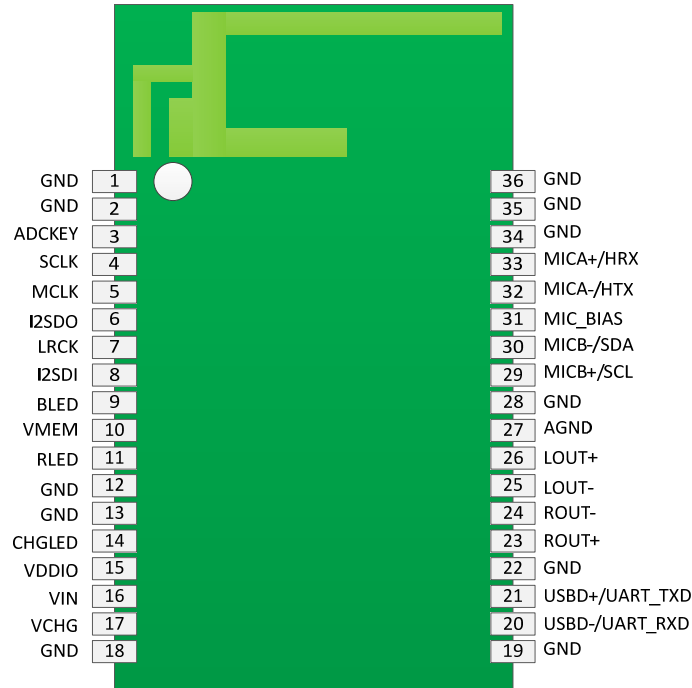 GND 1 36 GND
GND 2 35 GND
ADCKEY 3 34 GND
SCLK 4 33 MICA+/HRX
MCLK 5 32 MICA-/HTX
I2SDO 6 31 MIC_BIAS
LRCK 7 30 MICB-/SDA
I2SDI 8 29 MICB+/SCL
BLED 9 28 GND
VMEM 10 27 AGND
RLED 11 26 LOUT+
GND 12 25 LOUT-
GND 13 24 ROUT-
CHGLED 14 23 ROUT+
VDDIO 15 22 GND
VIN 16 21 USBD+/UART_TXD
VCHG 17 20 USBD-/UART_RXD
GND 18 19 GND